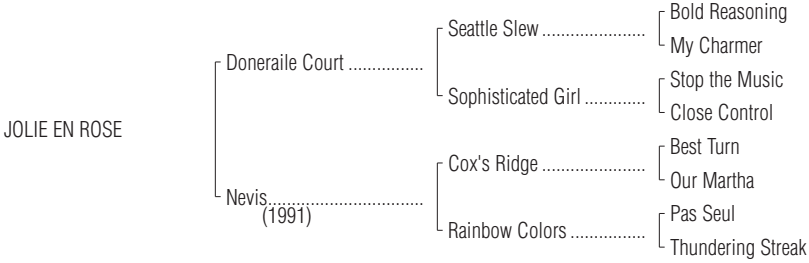 Bold Reasoning
Seattle Slew ......................
My Charmer
Doneraile Court ................
Stop the Music
Sophisticated Girl .............
Close Control
JOLIE EN ROSE
Best Turn
Cox's Ridge ......................
Our Martha
Nevis.................................
(1991)
Pas Seul
Rainbow Colors ................
Thundering Streak